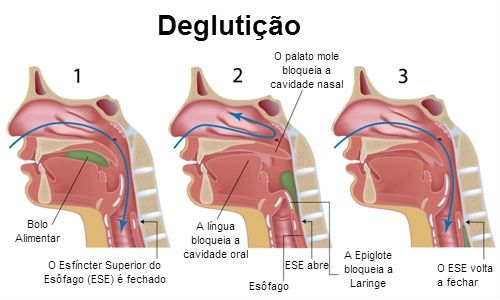 Deglutição
1
2
3
O palato mole
bloqueia a
cavidade nasal
Bolo
Alimentar
O Esfíncter Superior do
Esôfago (ESE) é fechado
A língua
bloqueia a
cavidade oral
Esôfago
ESE abre
A Epiglote
bloqueia a
Laringe
O ESE volta
a fechar